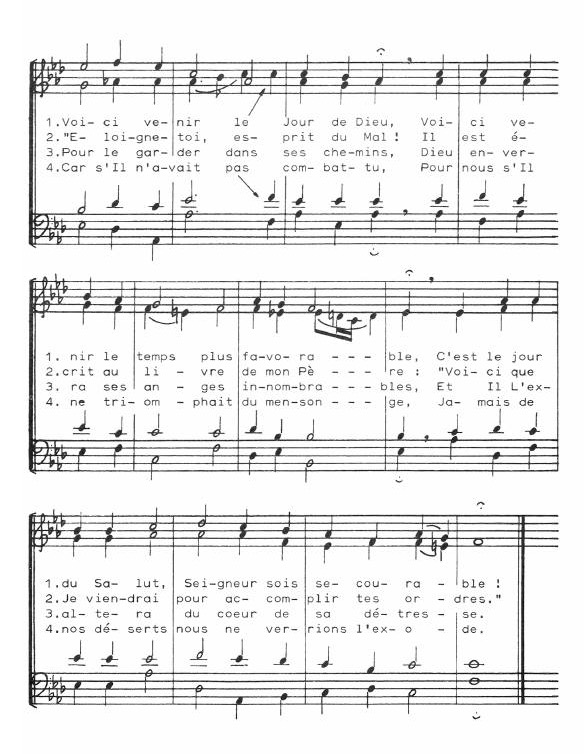 1.Voi- ci ve- nir le Jour de Dieu, Voi- ci ve-
2."E- loi-gne- toi, es- prit du Mal! Il est é-
3.Pour le gar- der dans ses che-mins, Dieu en- ver-
4.Car s'Il n'a-vait pas com- bat- tu, Pour nous s'Il
1. nir le temps plus fa-vo- ra - - - ble, C'est le jour
2.crit au li - vre de mon Pè - - - re : "Voi- ci que
3. ra ses an - ges in-nom-bra - - - bles, Et Il L'ex-
4. ne tri- om - phait du men-son - - - ge, Ja- mais de
1.du Sa- lut, Sei-gneur sois se- cou- ra- ble !
2.Je vien-drai pour ac- com- plir tes or - dres."
3.al- te- ra du coeur de sa dé- tres- se.
4.nos dé- serts nous ne ver- rions l'ex- o - de.